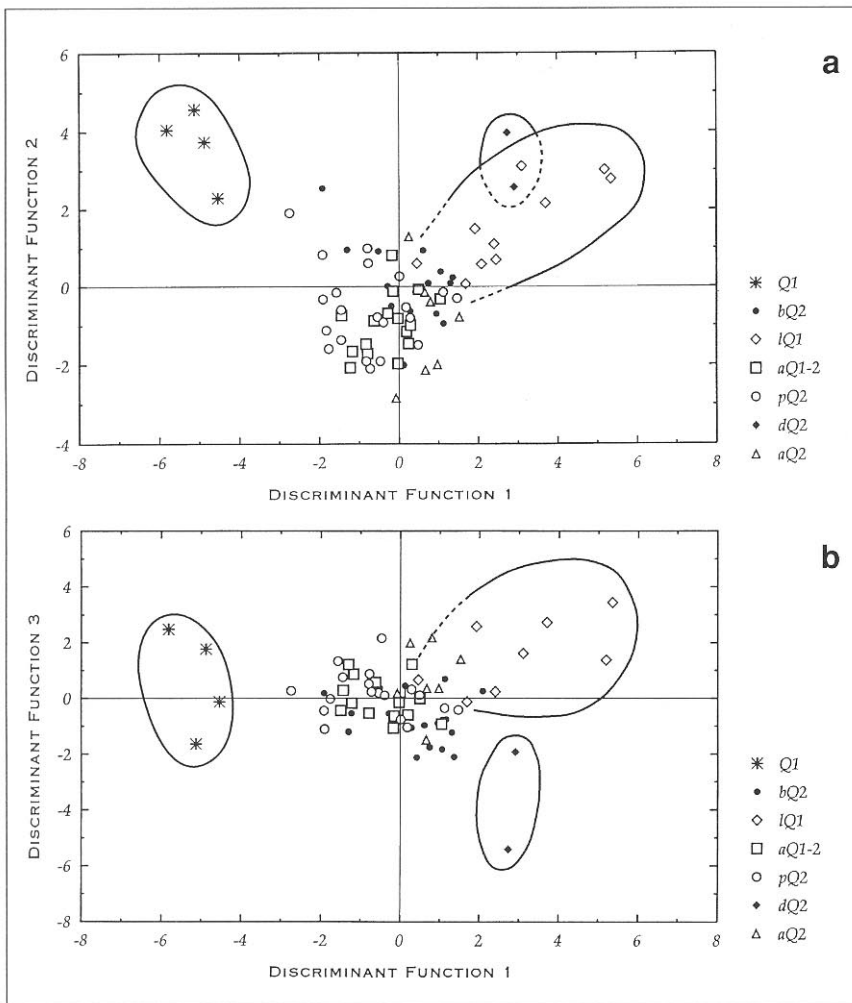 a
6
4
2
0
-2
-4
DISCRIMINANT FUNCTION 2
-8 -6 -4 -2 0 2 4 6 8
DISCRIMINANT FUNCTION 1
Q1
bQ2
lQ1
aQ1-2
pQ2
dQ2
aQ2
b
6
4
2
0
-2
-4
-6
-8
DISCRIMINANT FUNCTION 3
-8 -6 -4 -2 0 2 4 6 8
DISCRIMINANT FUNCTION 1
Q1
bQ2
lQ1
aQ1-2
pQ2
dQ2
aQ2